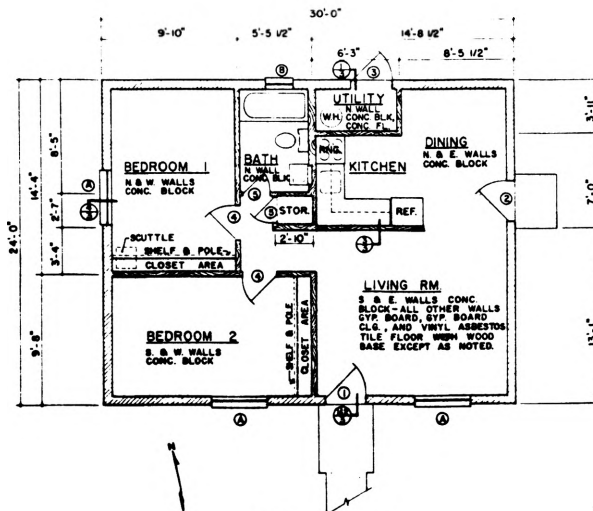 30'-0"
9'-10"
5'-5 1/2"
14'-8 1/2"
6'-3"
8'-5 1/2"
1
3
3
B
UTILITY
N WALL
W.H.
CONC. BLK,
CONC FL.
3'-11"
DINING
N. & E. WALLS
CONC. BLOCK
8'-5"
14'-4"
24'-0"
BEDROOM 1
N & W. WALLS
CONC. BLOCK
BATH
N WALL
CONC BLK
RNG.
KITCHEN
A
2
7'-0"
5
5
STOR.
4
REF.
2'-7"
2'-10"
3'-4"
SCUTTLE
SHELF & POLE
CLOSET AREA
4
LIVING RM.
S & E. WALLS CONC.
BLOCK-ALL OTHER WALLS
GYP. BOARD, GYP. BOARD
CLG., AND VINYL ASBESTOS
TILE FLOOR WITH WOOD
BASE EXCEPT AS NOTED.
13'-1"
9'-8"
BEDROOM 2
S. & W. WALLS
CONC. BLOCK
SHELF & POLE
CLOSET AREA
1
A
A
N